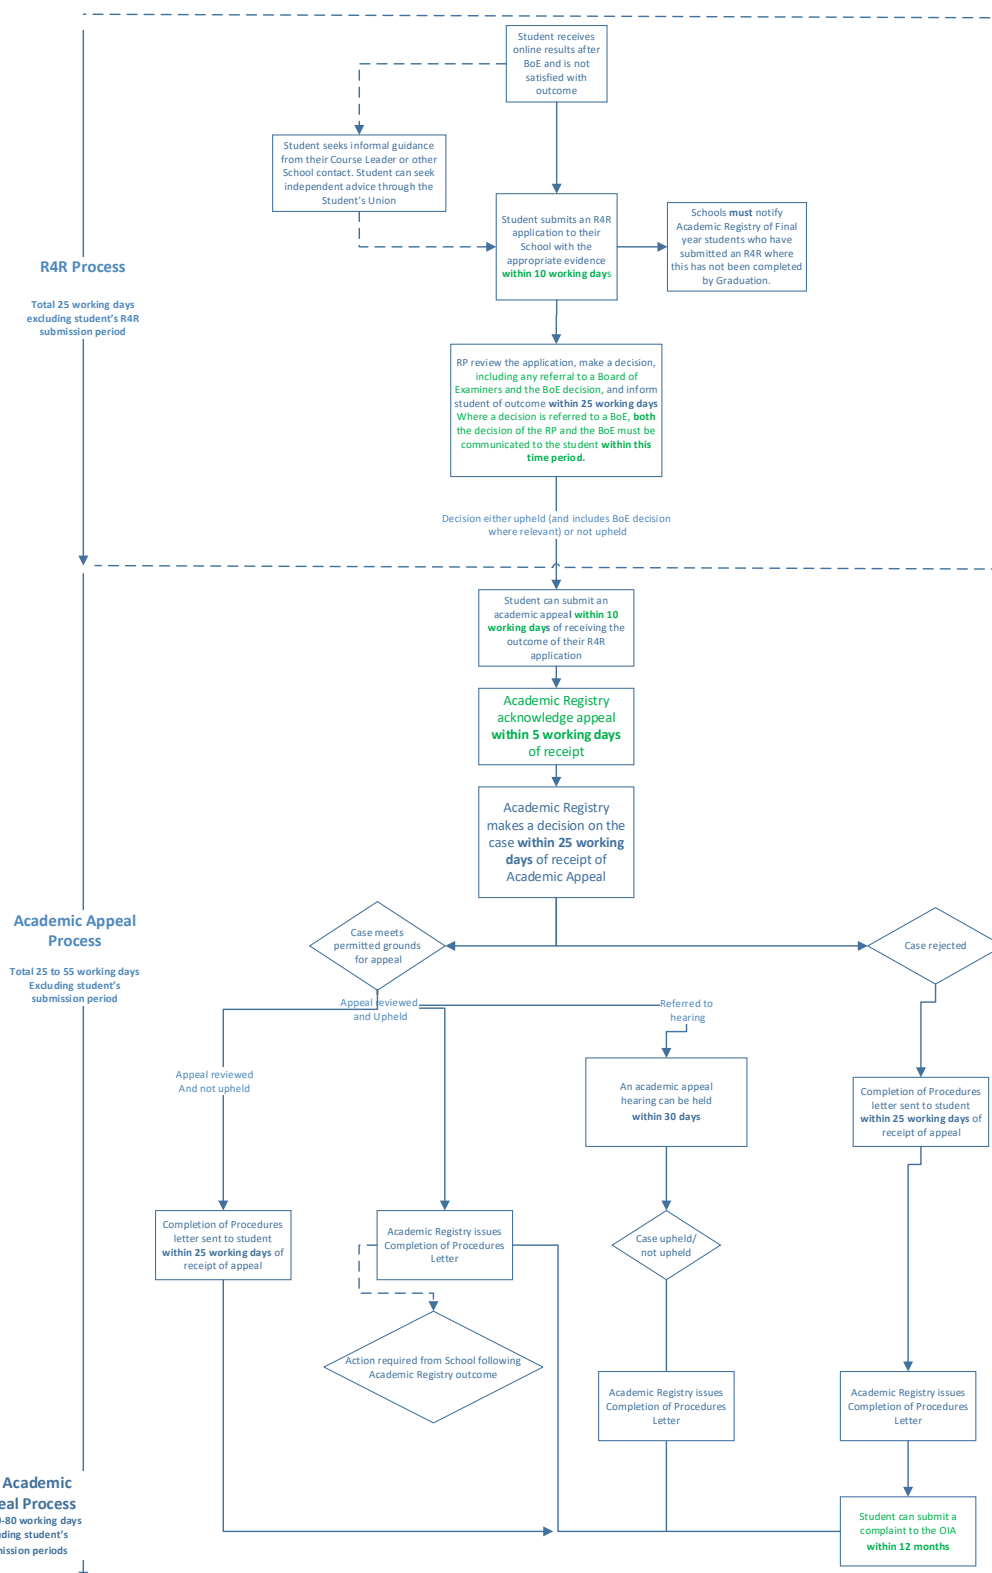 Student receives
online results after
BoE and is not
satisfied with
outcome
Student seeks informal guidance
from their Course Leader or other
School contact. Student can seek
independent advice through the
Student's Union
Student submits an R4R
application to their
School with the
appropriate evidence
within 10 working days
Schools must notify
Academic Registry of Final
year students who have
submitted an R4R where
this has not been completed
by Graduation.
R4R Process
Total 25 working days
excluding student's R4R
submission period
RP review the application, make a decision,
including any referral to a Board of
Examiners and the BoE decision, and inform
student of outcome within 25 working days
Where a decision is referred to a BoE, both
the decision of the RP and the BoE must be
communicated to the student within this
time period.
Decision either upheld (and includes BoE decision
where relevant) or not upheld
Student can submit an
academic appeal within 10
working days of receiving the
outcome of their R4R
application
Academic Registry
acknowledge appeal
within 5 working days
of receipt
Academic Registry
makes a decision on the
case within 25 working
days of receipt of
Academic Appeal
Academic Appeal
Process
Total 25 to 55 working days
Excluding student's
submission period
Case meets
permitted grounds
for appeal
Case rejected
Appeal reviewed
and Upheld
Referred to
hearing
Appeal reviewed
And not upheld
An academic appeal
hearing can be held
within 30 days
Completion of Procedures
letter sent to student
within 25 working days of
receipt of appeal
Completion of Procedures
letter sent to student
within 25 working days of
receipt of appeal
Academic Registry issues
Completion of Procedures
Letter
Case upheld/
not upheld
Action required from School following
Academic Registry outcome
Academic Registry issues
Completion of Procedures
Letter
Academic Registry issues
Completion of Procedures
Letter
Academic
eal Process
-80 working days
ding student's
mission periods
Student can submit a
complaint to the OIA
within 12 months